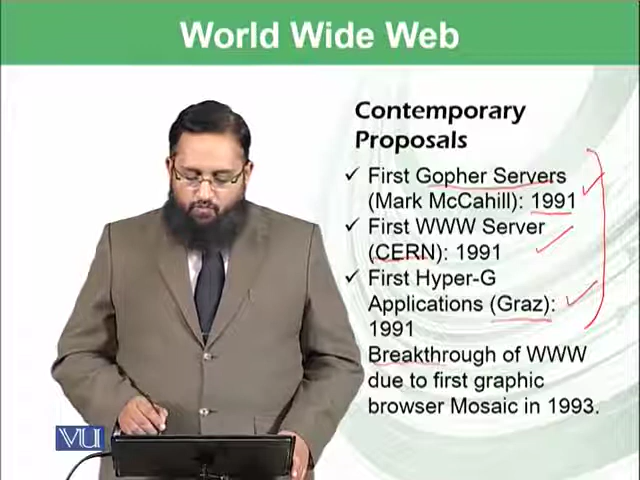 World Wide Web
Contemporary
Proposals
✓ First Gopher Servers
(Mark McCahill): 1991
✓ First WWW Server
(CERN): 1991
✓ First Hyper-G
Applications (Graz):
1991
Breakthrough of WWW
due to first graphic
browser Mosaic in 1993.
VU